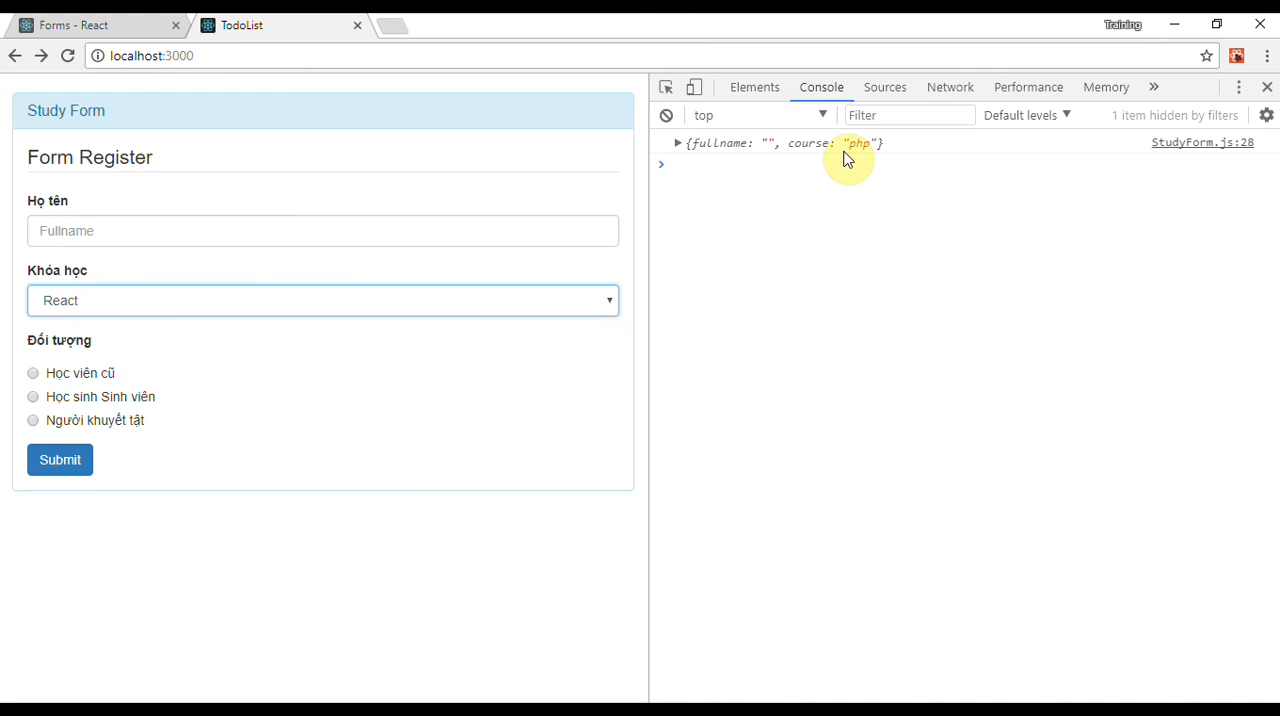 Forms - React
TodoList
Training
localhost:3000
Study Form
Form Register
Họ tên
Fullname
Khóa học
React
Đối tượng
Học viên cũ
Học sinh Sinh viên
Người khuyết tật
Submit
Elements Console Sources Network Performance Memory »
top Filter Default levels 1 item hidden by filters
{fullname: "", course: "php"} StudyForm.js:28